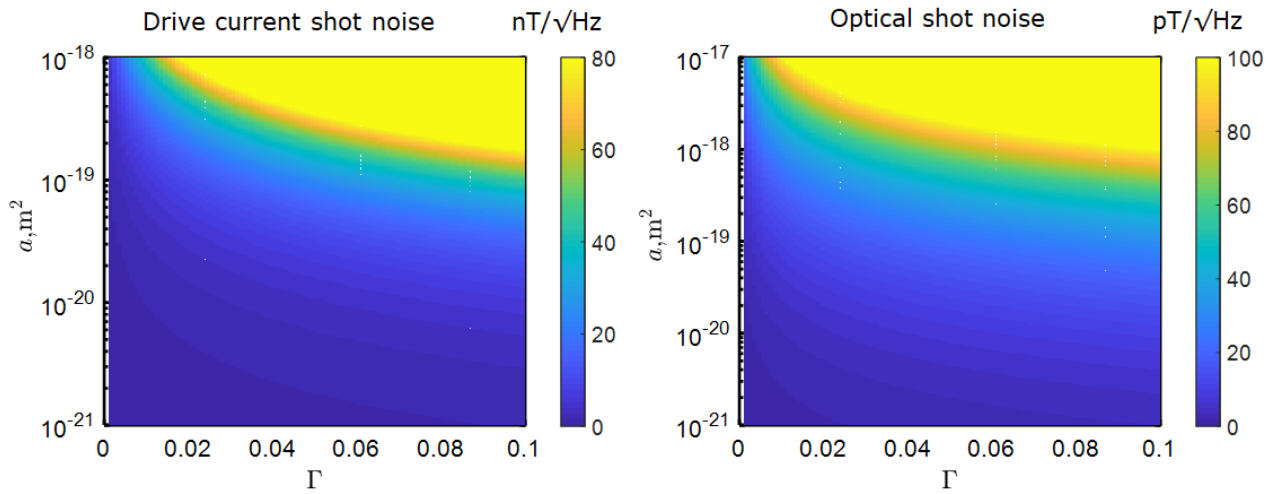 Drive current shot noise nT/√Hz
10⁻¹⁸
10⁻¹⁹
10⁻²⁰
10⁻²¹
a,m²
0 0.02 0.04 0.06 0.08 0.1
Γ
80
60
40
20
0
Optical shot noise pT/√Hz
10⁻¹⁷
10⁻¹⁸
10⁻¹⁹
10⁻²⁰
10⁻²¹
a,m²
0 0.02 0.04 0.06 0.08 0.1
Γ
100
80
60
40
20
0